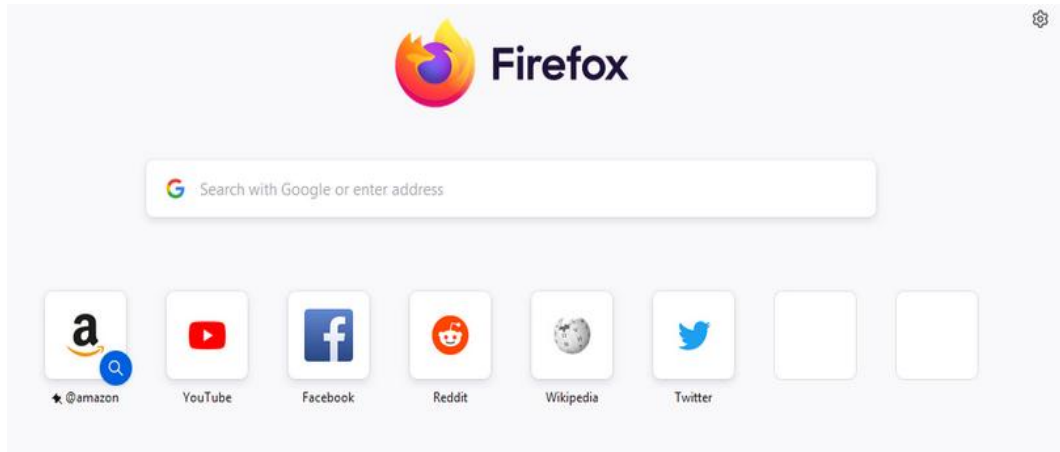 Firefox
Search with Google or enter address
@amazon YouTube Facebook Reddit Wikipedia Twitter